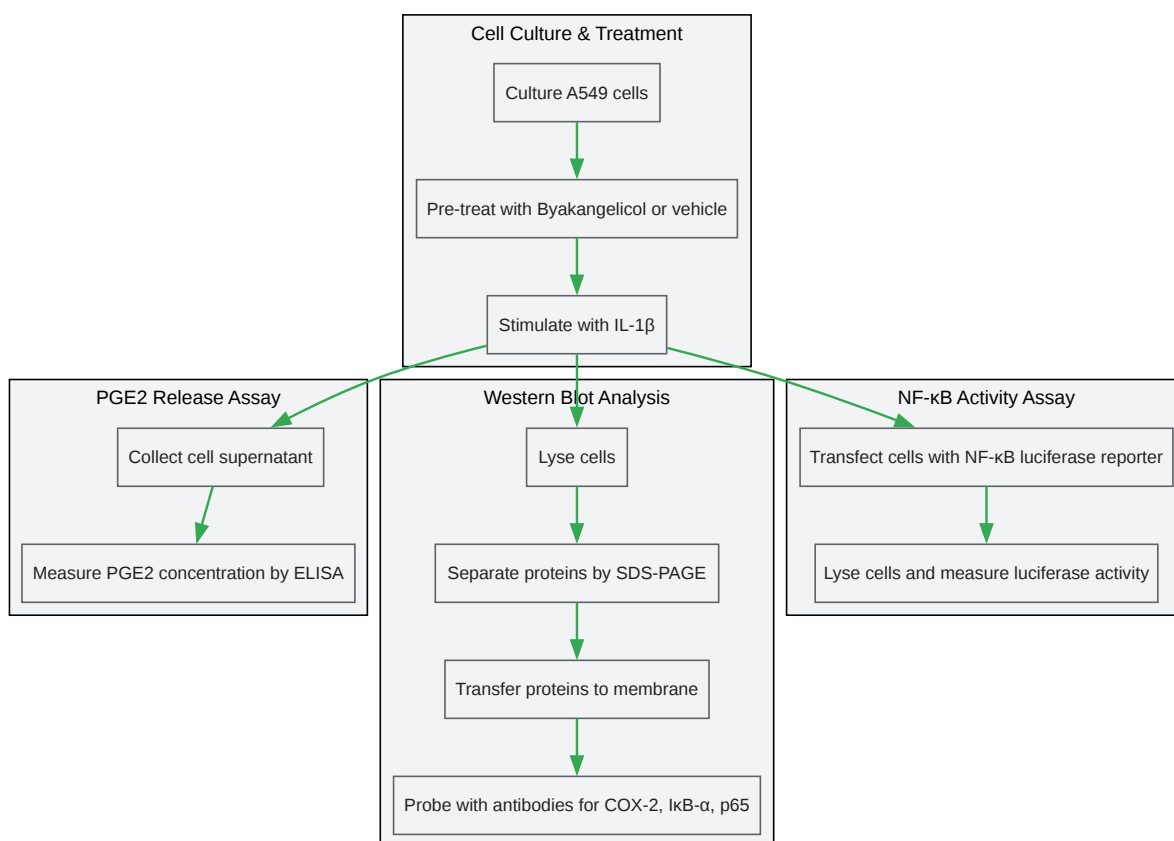 Cell Culture & Treatment
Culture A549 cells
Pre-treat with Byakangelicol or vehicle
Stimulate with IL-1β
PGE2 Release Assay
Collect cell supernatant
Measure PGE2 concentration by ELISA
Western Blot Analysis
Lyse cells
Separate proteins by SDS-PAGE
Transfer proteins to membrane
Probe with antibodies for COX-2, IκB-α, p65
NF-κB Activity Assay
Transfect cells with NF-κB luciferase reporter
Lyse cells and measure luciferase activity